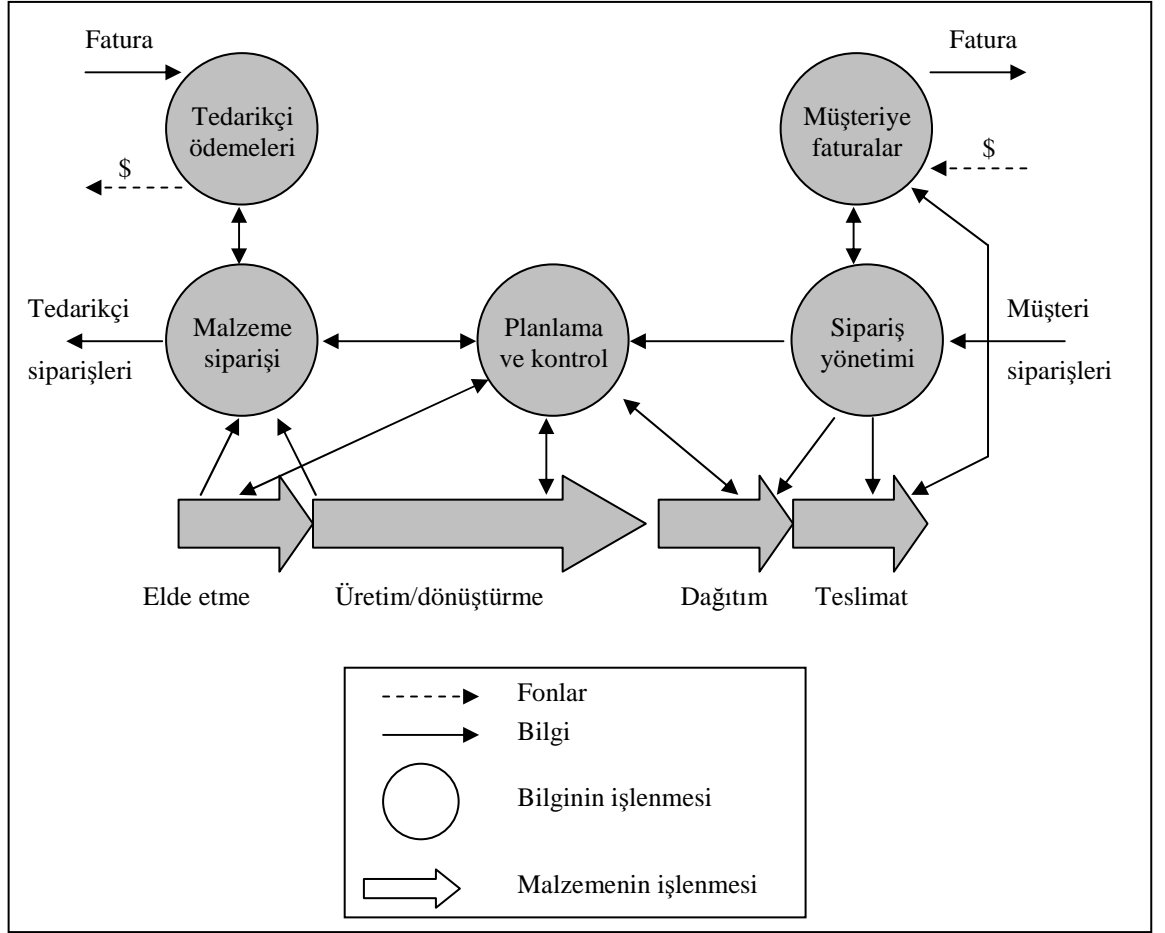 Fatura
Fatura
Tedarikçi
ödemeleri
Müşteriye
faturalar
$
$
Tedarikçi
siparişleri
Malzeme
siparişi
Planlama
ve kontrol
Sipariş
yönetimi
Müşteri
siparişleri
Elde etme
Üretim/dönüştürme
Dağıtım
Teslimat
Fonlar
Bilgi
Bilginin işlenmesi
Malzemenin işlenmesi